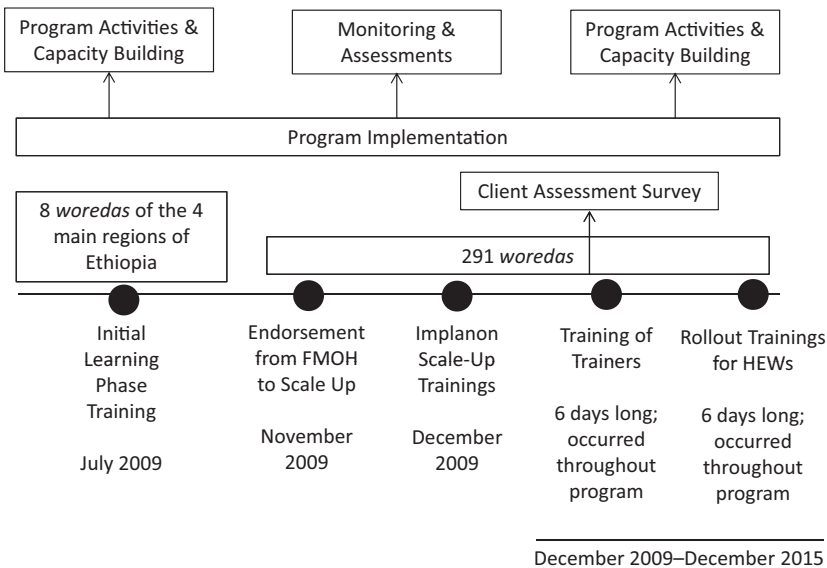 Program Activities &
Capacity Building
Monitoring &
Assessments
Program Activities &
Capacity Building
Program Implementation
Client Assessment Survey
8 woredas of the 4
main regions of
Ethiopia
291 woredas
Initial
Learning
Phase
Training
July 2009
Endorsement
from FMOH
to Scale Up
November
2009
Implanon
Scale-Up
Trainings
December
2009
Training of
Trainers
6 days long;
occurred
throughout
program
Rollout Trainings
for HEWs
6 days long;
occurred
throughout
program
December 2009–December 2015